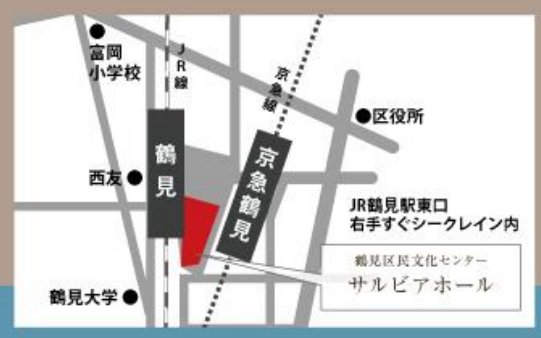 富岡
小学校
JR線
京急線
●区役所
鶴見
京急鶴見
西友●
JR鶴見駅東口
右手すぐシークレイン内
鶴見区民文化センター
サルビアホール
鶴見大学●